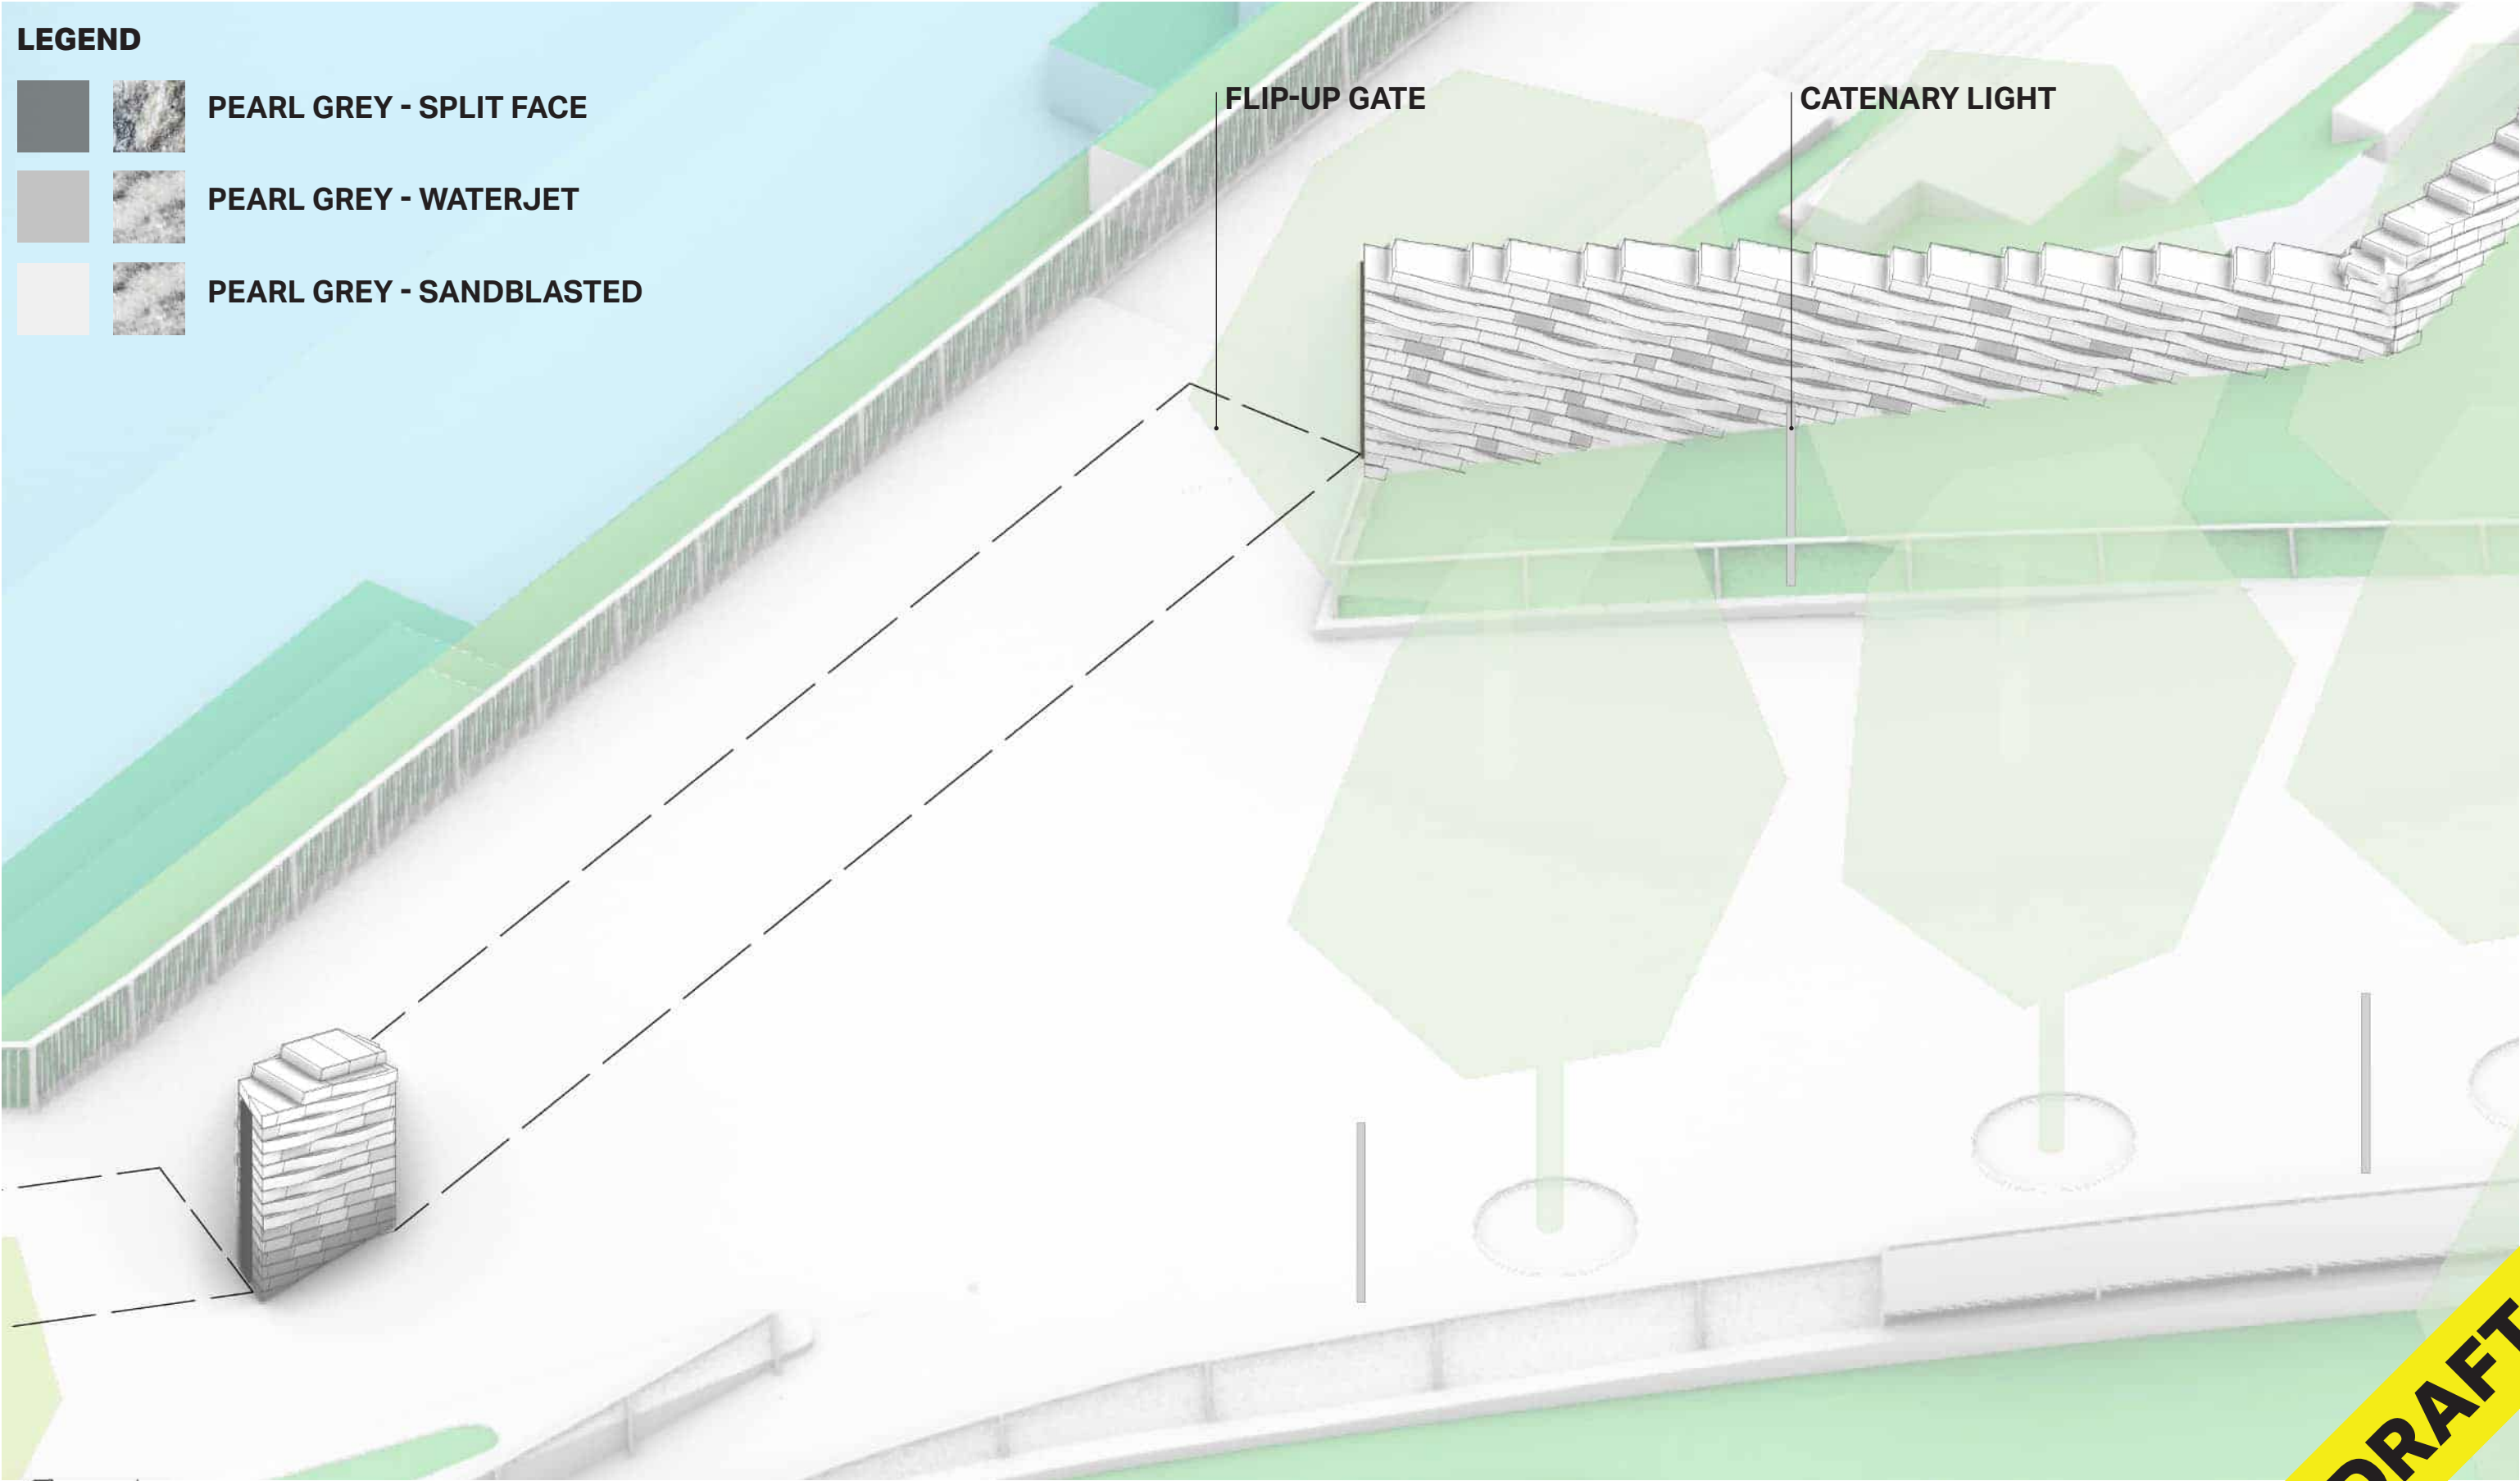 LEGEND
PEARL GREY - SPLIT FACE
PEARL GREY - WATERJET
PEARL GREY - SANDBLASTED
FLIP-UP GATE
CATENARY LIGHT
DRAFT